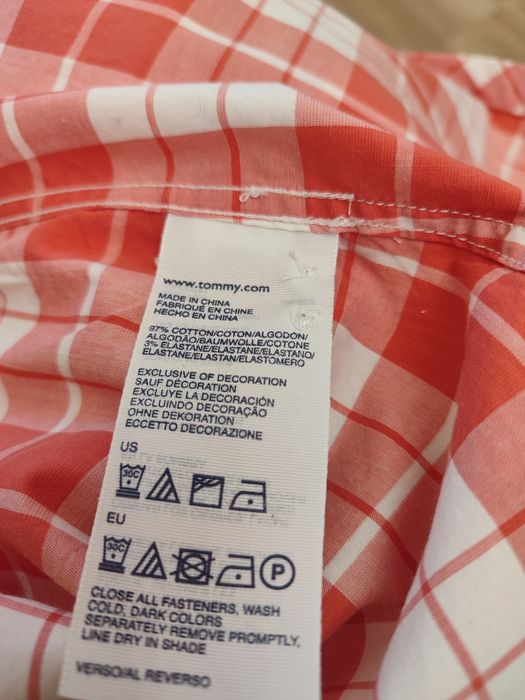 www.tommy.com
MADE IN CHINA
FABRIQUÉ EN CHINE
HECHO EN CHINA
97% COTTON/COTON/ALGODÓN/
ALGODÃO/BAUMWOLLE/COTONE
3% ELASTANE/ELASTANE/ELASTANO/
ELASTANE/ELASTAN/ELASTOMERO
EXCLUSIVE OF DECORATION
SAUF DÉCORATION
EXCLUYE LA DECORACIÓN
EXCLUINDO DECORAÇÃO
OHNE DEKORATION
ECCETTO DECORAZIONE
US
30C
EU
30C P
CLOSE ALL FASTENERS, WASH
COLD, DARK COLORS
SEPARATELY REMOVE PROMPTLY,
LINE DRY IN SHADE
VERSO/AL REVERSO